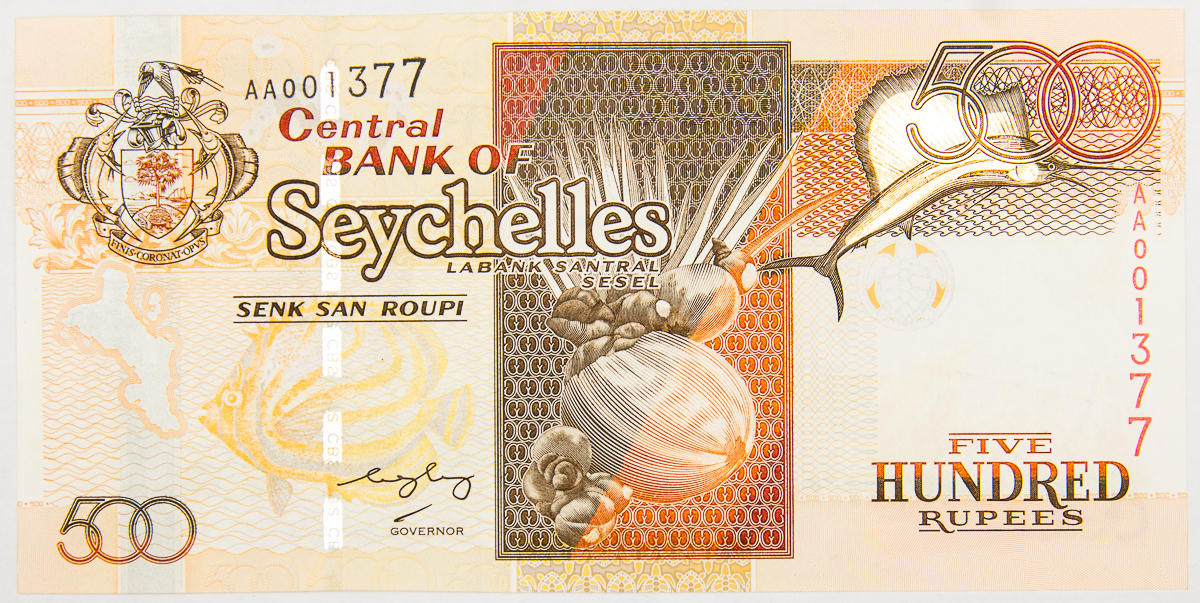 AA001377
Central
BANK OF
Seychelles
LABANK SANTRAL
SESEL
SENK SAN ROUPI
FINIS·CORONAT·OPVS
500
AA001377
FIVE
HUNDRED
RUPEES
GOVERNOR
500